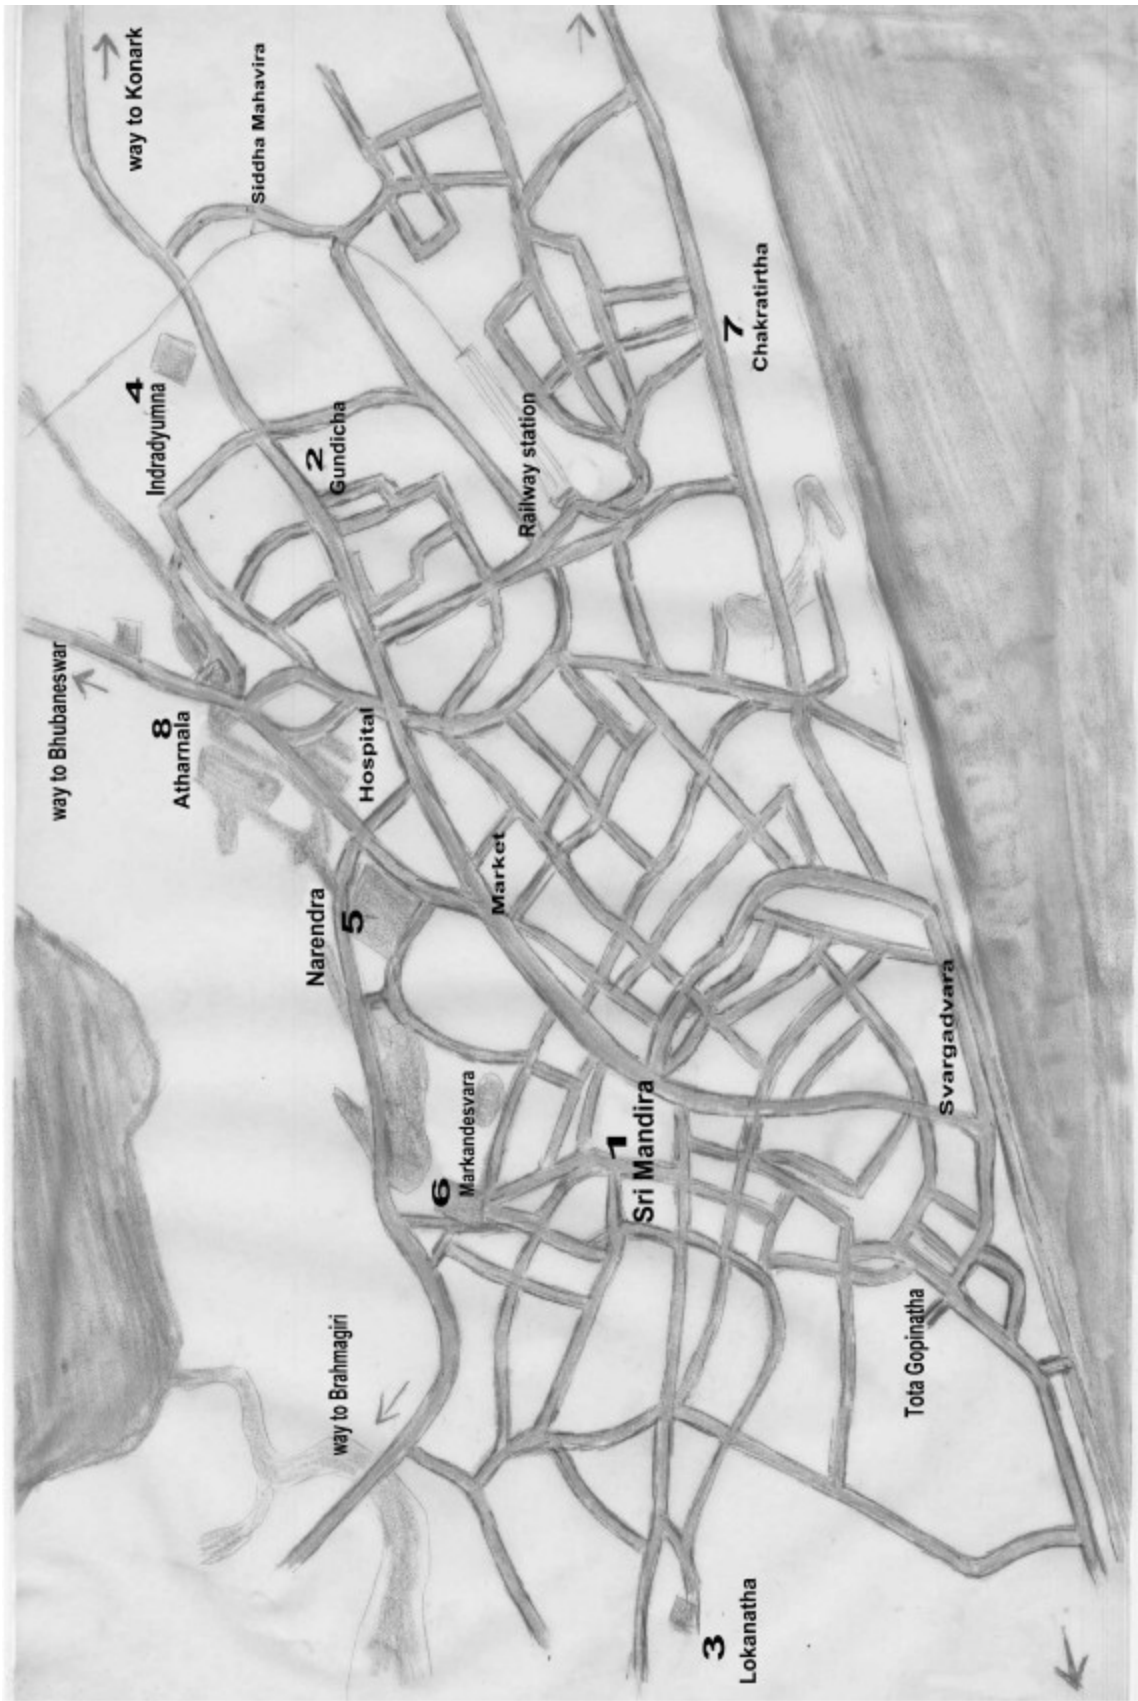 way to Bhubaneswar
way to Konark
4
Indradyumna
8
Atharnala
Siddha Mahavira
Narendra
5
2
Gundicha
way to Brahmagiri
Hospital
6
Markandesvara
Market
Railway station
1
Sri Mandira
3
Lokanatha
7
Chakratirtha
Tota Gopinatha
Svargadvara